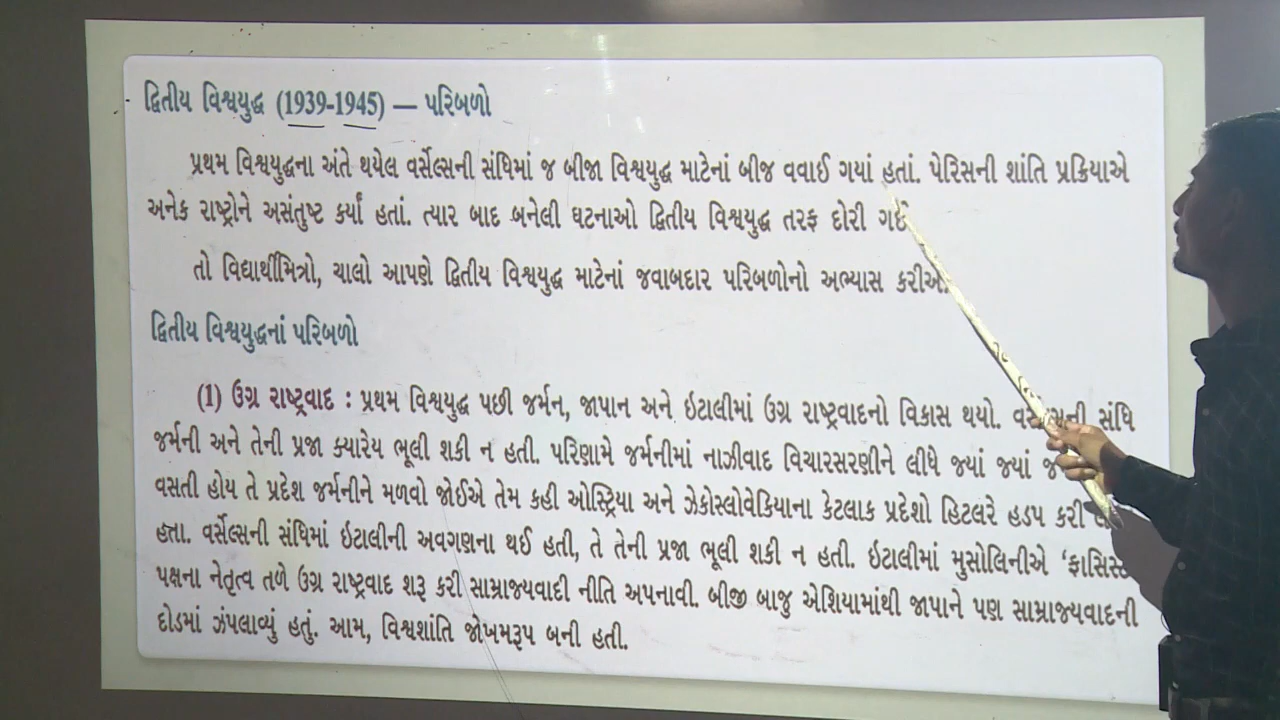 દ્વિતીય વિશ્વયુદ્ધ (1939-1945) — પરિબળો
પ્રથમ વિશ્વયુદ્ધના અંતે થયેલ વર્સેલ્સની સંધિમાં જ બીજા વિશ્વયુદ્ધ માટેનાં બીજ વવાઈ ગયાં હતાં. પેરિસની શાંતિ પ્રક્રિયાએ
અનેક રાષ્ટ્રોને અસંતુષ્ટ કર્યાં હતાં. ત્યાર બાદ બનેલી ઘટનાઓ દ્વિતીય વિશ્વયુદ્ધ તરફ દોરી
તો વિદ્યાર્થીમિત્રો, ચાલો આપણે દ્વિતીય વિશ્વયુદ્ધ માટેનાં જવાબદાર પરિબળોનો અભ્યાસ કરીએ.
દ્વિતીય વિશ્વયુદ્ધનાં પરિબળો
(1) ઉગ્ર રાષ્ટ્રવાદ : પ્રથમ વિશ્વયુદ્ધ પછી જર્મન, જાપાન અને ઇટાલીમાં ઉગ્ર રાષ્ટ્રવાદનો વિકાસ થયો. સંધિ
જર્મની અને તેની પ્રજા ક્યારેય ભૂલી શકી ન હતી. પરિણામે જર્મનીમાં નાઝીવાદ વિચારસરણીને લીધે જ્યાં જ્યાં
વસતી હોય તે પ્રદેશ જર્મનીને મળવો જોઈએ તેમ કહી ઓસ્ટ્રિયા અને ઝેકોસ્લોવેકિયાના કેટલાક પ્રદેશો હિટલરે હડપ કરી
હતા. વર્સેલ્સની સંધિમાં ઇટાલીની અવગણના થઈ હતી, તે તેની પ્રજા ભૂલી શકી ન હતી. ઇટાલીમાં મુસોલિનીએ ‘ફાસિસ્ટ
પક્ષના નેતૃત્વ તળે ઉગ્ર રાષ્ટ્રવાદ શરૂ કરી સામ્રાજ્યવાદી નીતિ અપનાવી. બીજી બાજુ એશિયામાંથી જાપાને પણ સામ્રાજ્યવાદની
દોડમાં ઝંપલાવ્યું હતું. આમ, વિશ્વશાંતિ જોખમરૂપ બની હતી.